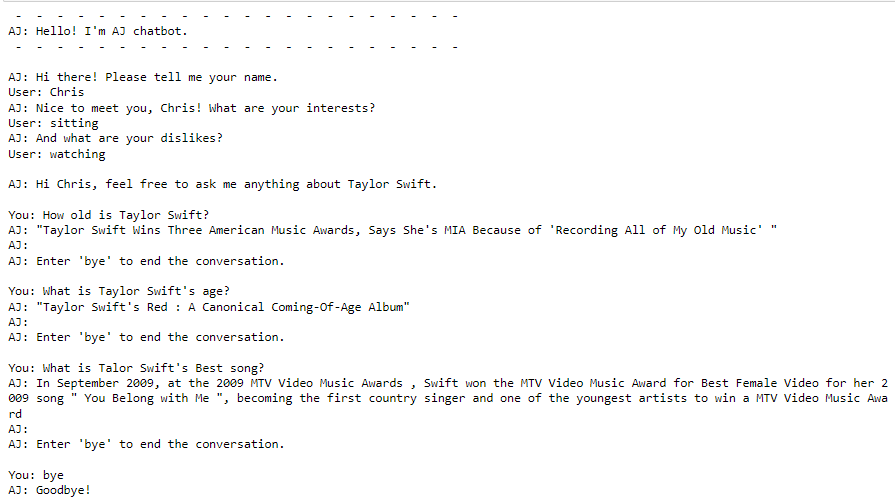 - - - - - - - - - - - - - - - - -
AJ: Hello! I'm AJ chatbot.
- - - - - - - - - - - - - - - - -
AJ: Hi there! Please tell me your name.
User: Chris
AJ: Nice to meet you, Chris! What are your interests?
User: sitting
AJ: And what are your dislikes?
User: watching
AJ: Hi Chris, feel free to ask me anything about Taylor Swift.
You: How old is Taylor Swift?
AJ: "Taylor Swift Wins Three American Music Awards, Says She's MIA Because of 'Recording All of My Old Music' "
AJ:
AJ: Enter 'bye' to end the conversation.
You: What is Taylor Swift's age?
AJ: "Taylor Swift's Red : A Canonical Coming-Of-Age Album"
AJ:
AJ: Enter 'bye' to end the conversation.
You: What is Talor Swift's Best song?
AJ: In September 2009, at the 2009 MTV Video Music Awards , Swift won the MTV Video Music Award for Best Female Video for her 2
009 song " You Belong with Me ", becoming the first country singer and one of the youngest artists to win a MTV Video Music Awa
rd
AJ:
AJ: Enter 'bye' to end the conversation.
You: bye
AJ: Goodbye!